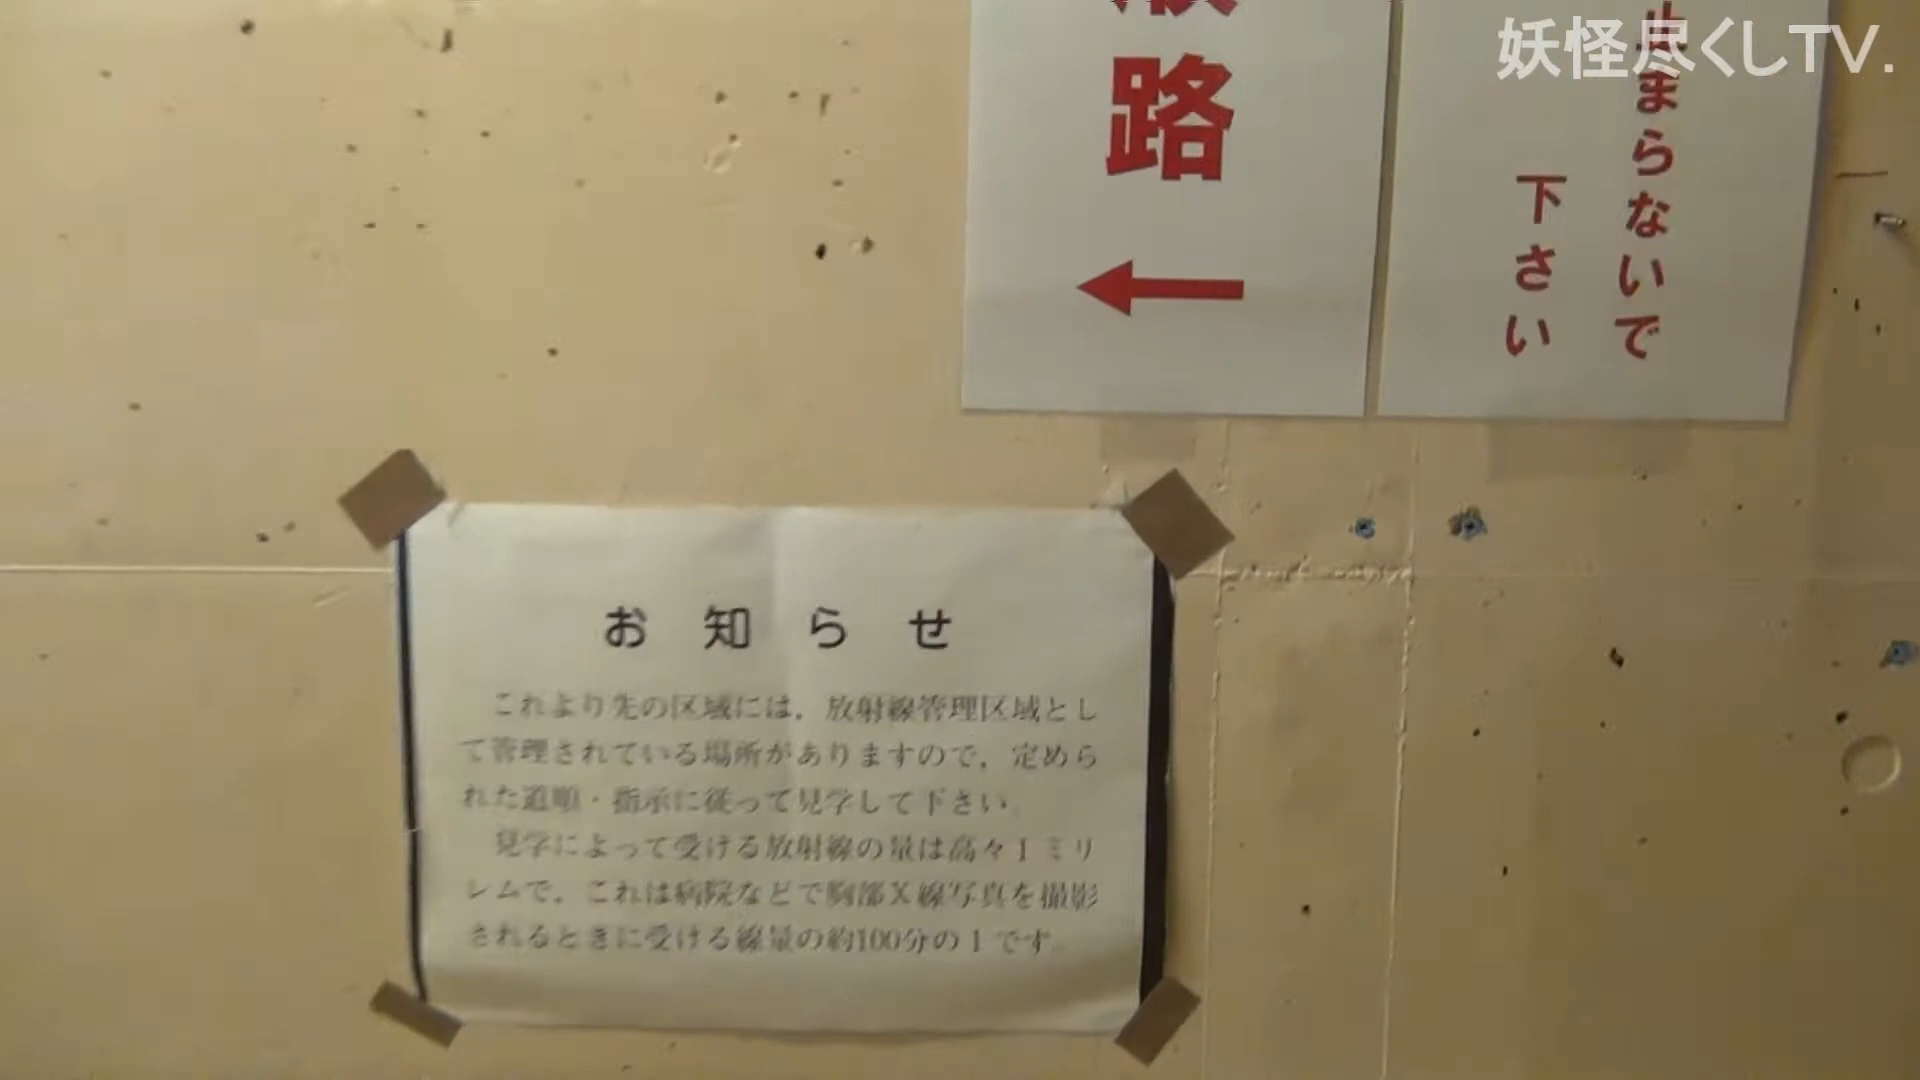 妖怪尽くしTV.
路
まらないで
下さい
お知らせ
これより先の区域には，放射線管理区域とし
て管理されている場所がありますので，定めら
れた道順・指示に従って見学して下さい。
見学によって受ける放射線の量は高々1ミリ
レムで，これは病院などで胸部X線写真を撮影
されるときに受ける線量の約100分の1です